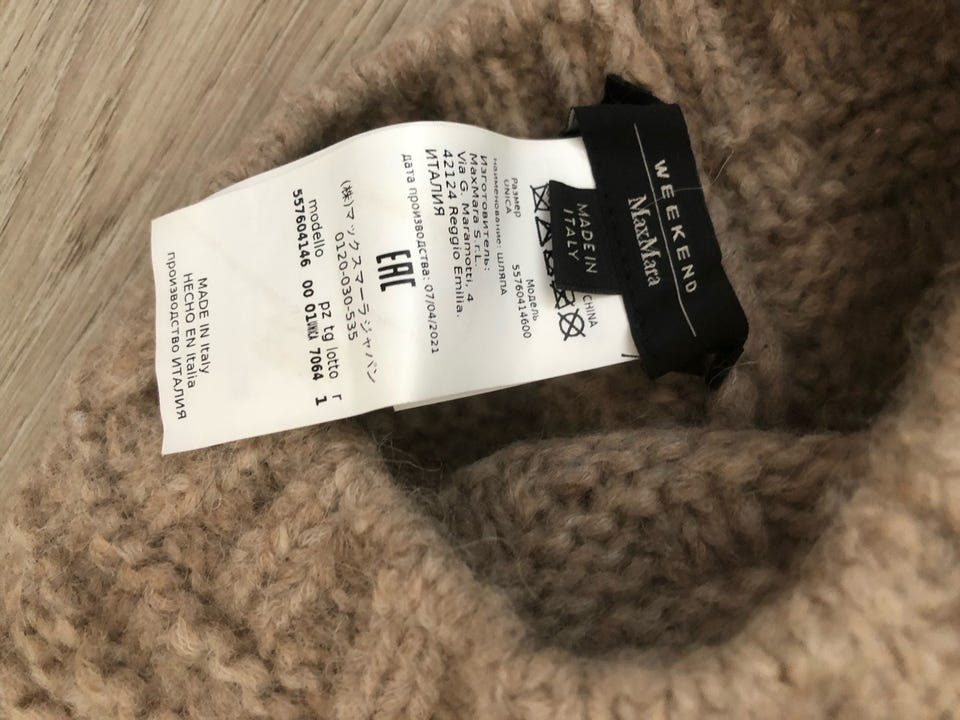 WEEKEND
MaxMara
MADE IN
ITALY
CHINA
Модель
55760414600
Размер
UNICA
наименование: ШЛЯПА
Изготовитель:
MaxMara S.r.L.
Via G. Maramotti, 4
42124 Reggio Emilia.
ИТАЛИЯ
дата производства: 07/04/2021
EAC
(株)マックスマーラジャパン
0120-030-535
modello pz tg lotto r
557604146 00 01 UNICA 7064 1
MADE IN Italy
HECHO EN Italia
производство ИТАЛИЯ